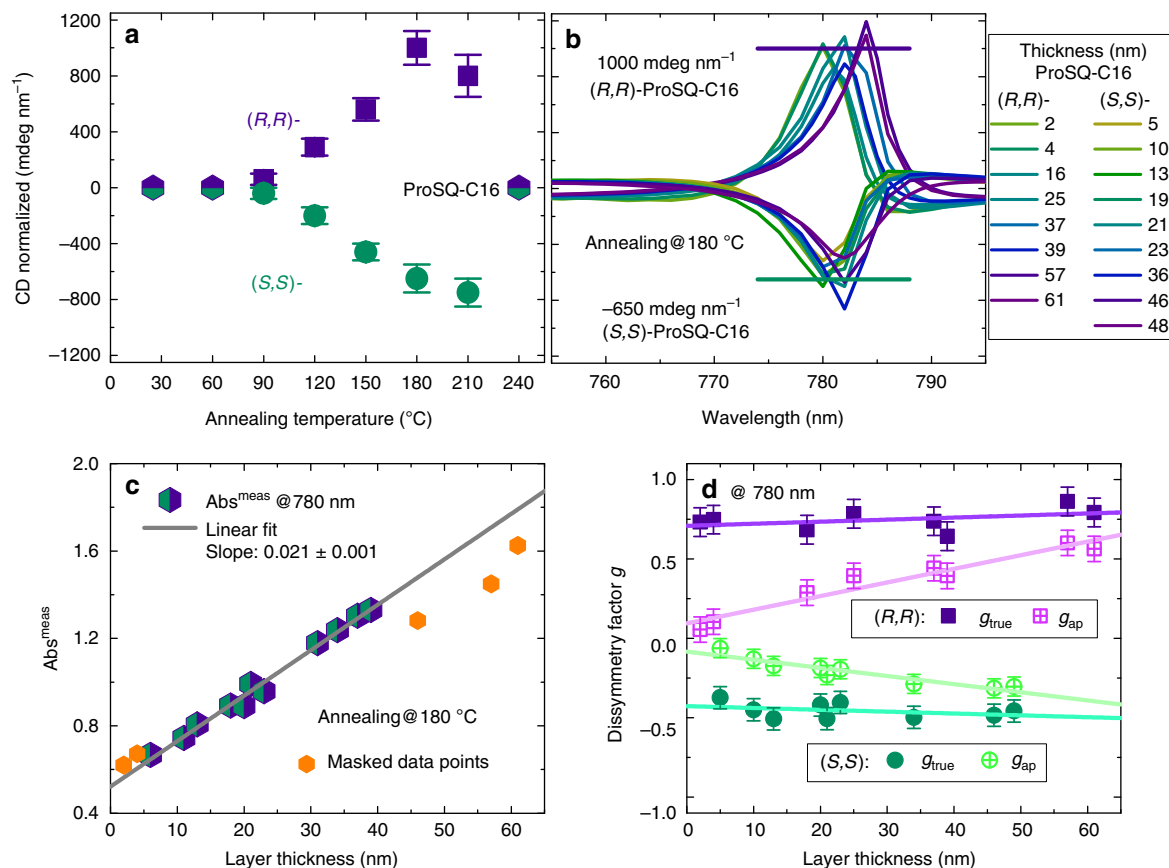 a
CD normalized (mdeg nm⁻¹)
1200
800
400
0
−400
−800
−1200
(R,R)-
ProSQ-C16
(S,S)-
0 30 60 90 120 150 180 210 240
Annealing temperature (°C)
b
1000 mdeg nm⁻¹
(R,R)-ProSQ-C16
Annealing@180 °C
−650 mdeg nm⁻¹
(S,S)-ProSQ-C16
760 770 780 790
Wavelength (nm)
Thickness (nm)
ProSQ-C16
(R,R)- (S,S)-
2 5
4 10
16 13
25 19
37 21
39 23
57 36
61 46
48
c
Abs^meas
2.0
1.6
1.2
0.8
0.4
Abs^meas @780 nm
Linear fit
Slope: 0.021 ± 0.001
Annealing@180 °C
Masked data points
0 10 20 30 40 50 60
Layer thickness (nm)
d @ 780 nm
Dissymmetry factor g
1.0
0.5
0.0
−0.5
−1.0
(R,R): g_true g_ap
(S,S): g_true g_ap
0 10 20 30 40 50 60
Layer thickness (nm)